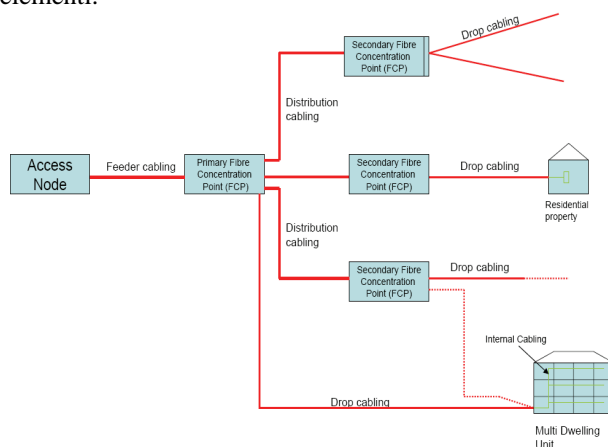 elementi:
Drop cabling
Secondary Fibre
Concentration
Point (FCP)
Distribution
cabling
Access
Node
Feeder cabling
Primary Fibre
Concentration
Point (FCP)
Secondary Fibre
Concentration
Point (FCP)
Drop cabling
Residential
property
Distribution
cabling
Secondary Fibre
Concentration
Point (FCP)
Drop cabling
Internal Cabling
Drop cabling
Multi Dwelling
Unit